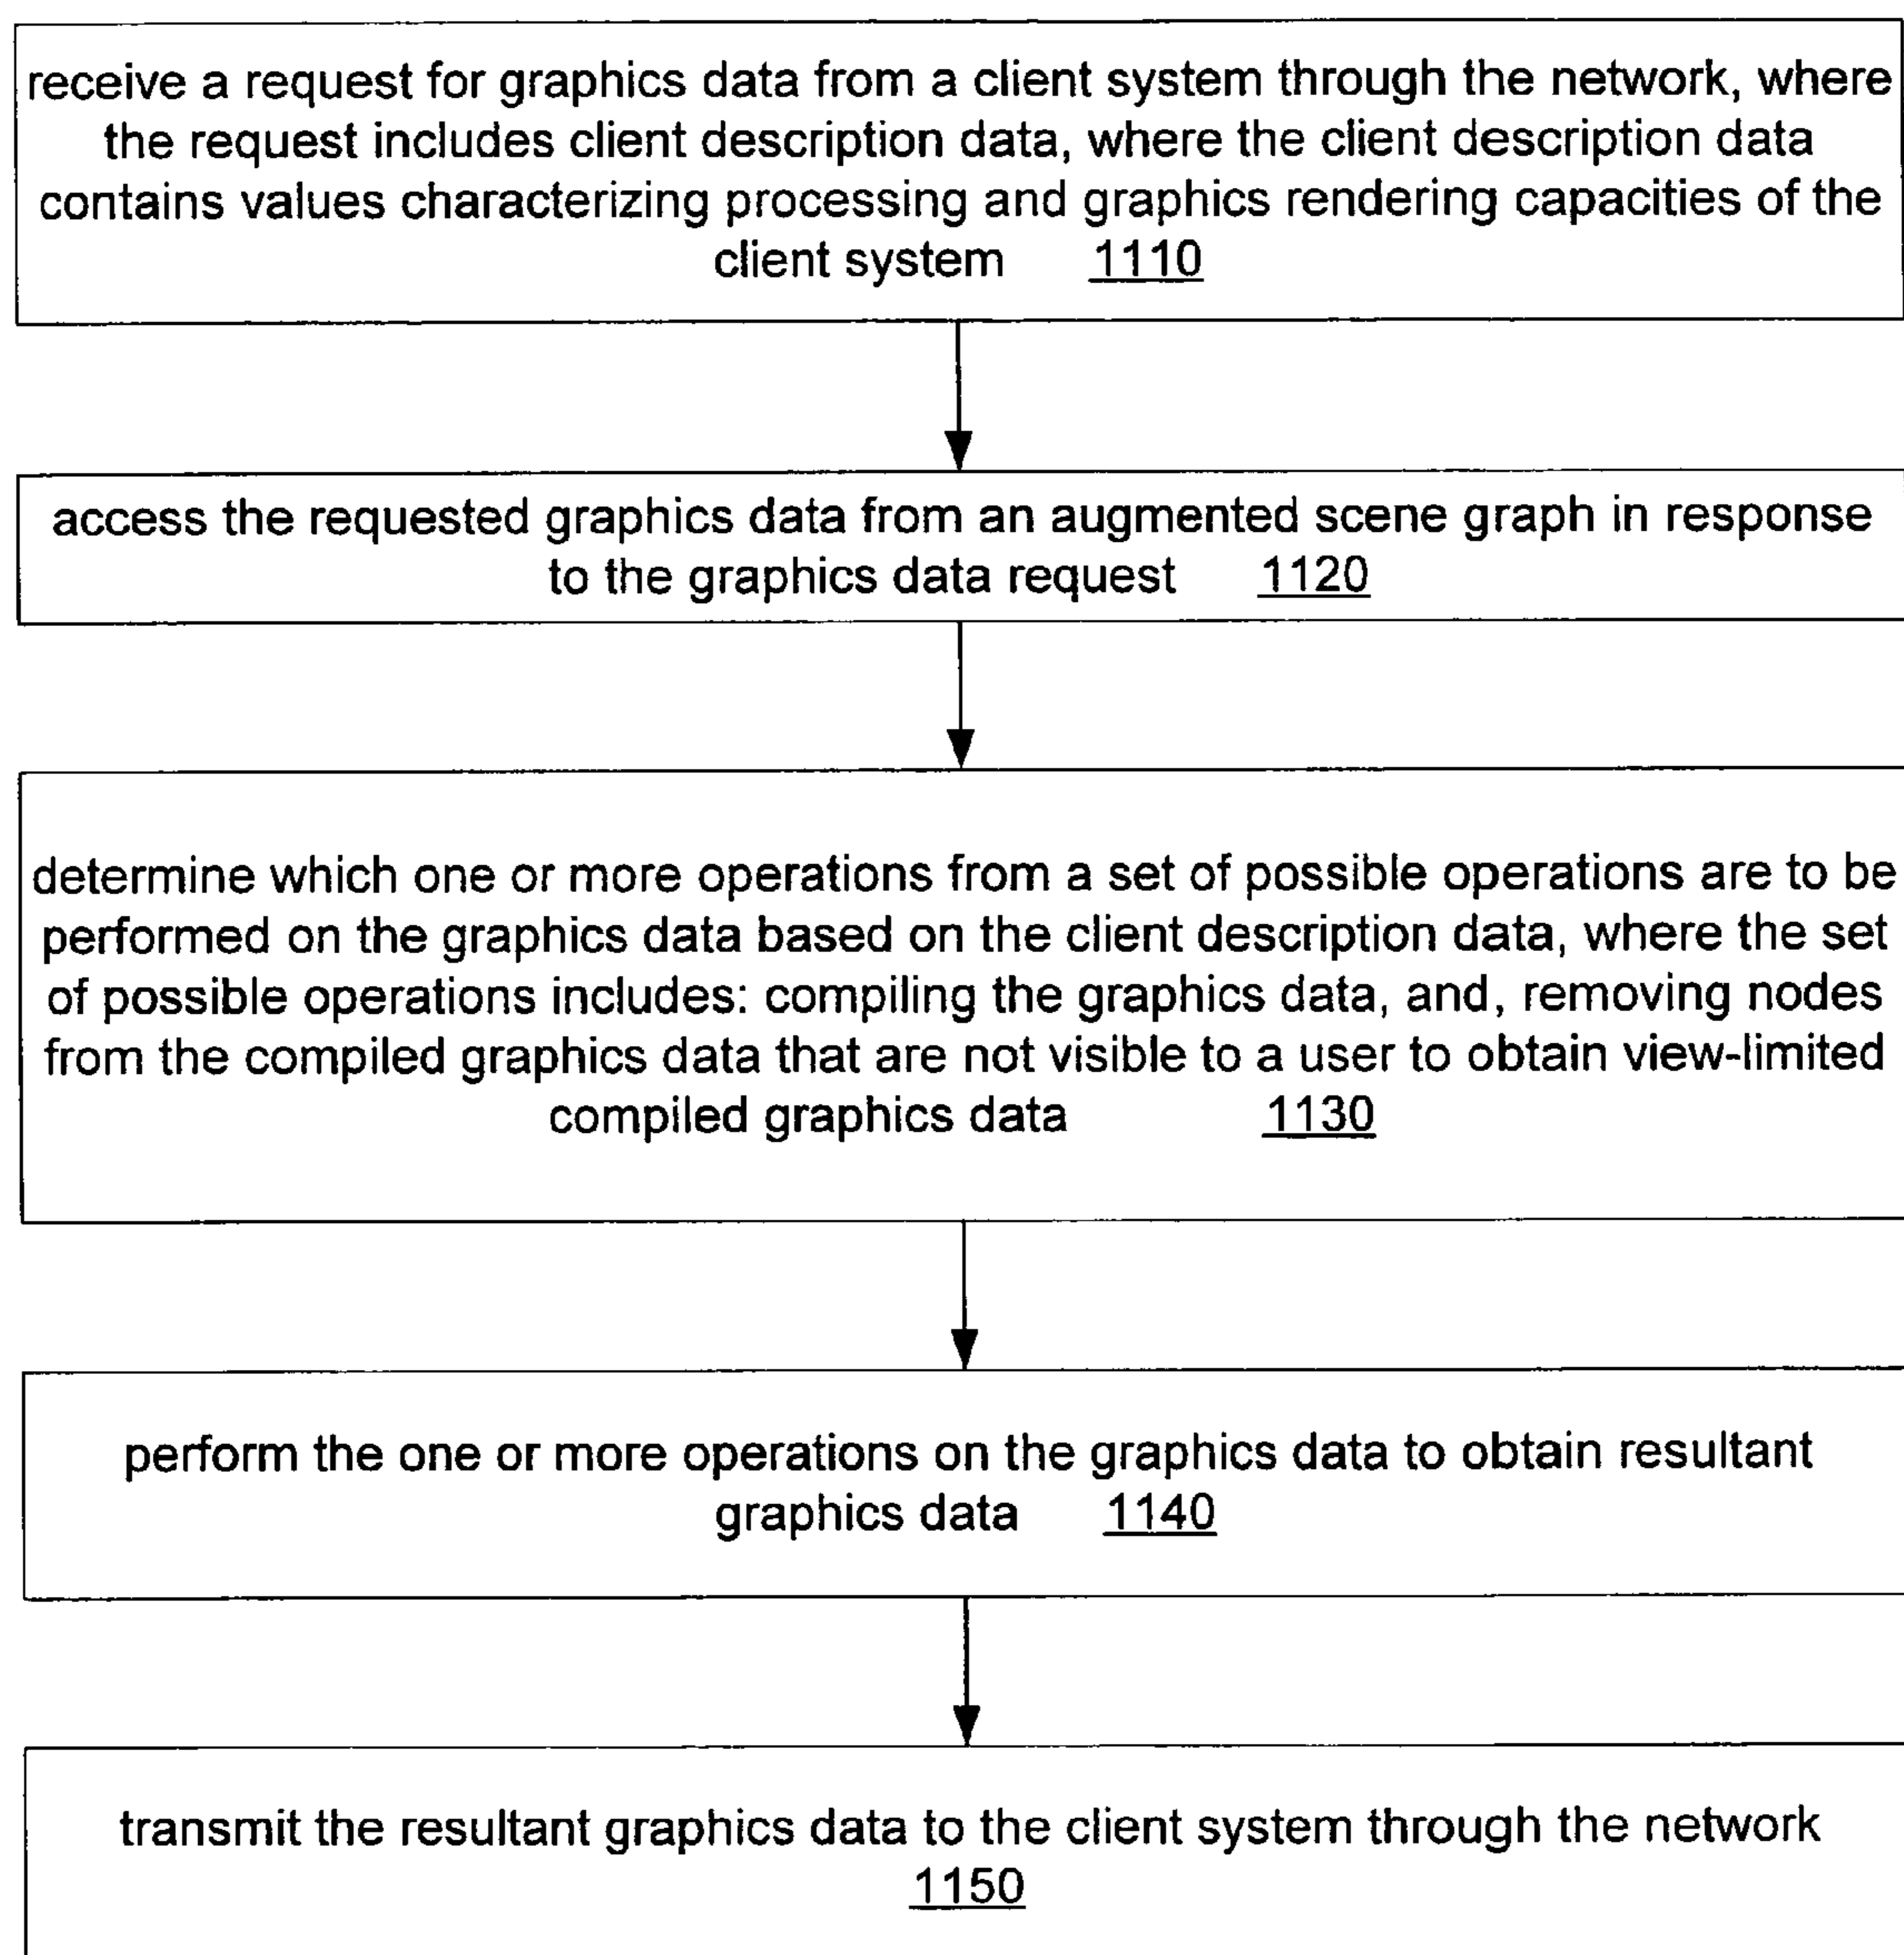 receive a request for graphics data from a client system through the network, where
the request includes client description data, where the client description data
contains values characterizing processing and graphics rendering capacities of the
client system 1110
access the requested graphics data from an augmented scene graph in response
to the graphics data request 1120
determine which one or more operations from a set of possible operations are to be
performed on the graphics data based on the client description data, where the set
of possible operations includes: compiling the graphics data, and, removing nodes
from the compiled graphics data that are not visible to a user to obtain view-limited
compiled graphics data 1130
perform the one or more operations on the graphics data to obtain resultant
graphics data 1140
transmit the resultant graphics data to the client system through the network
1150